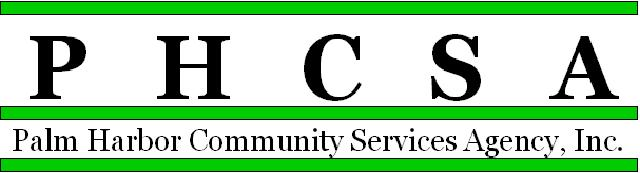 P H C S A
Palm Harbor Community Services Agency, Inc.